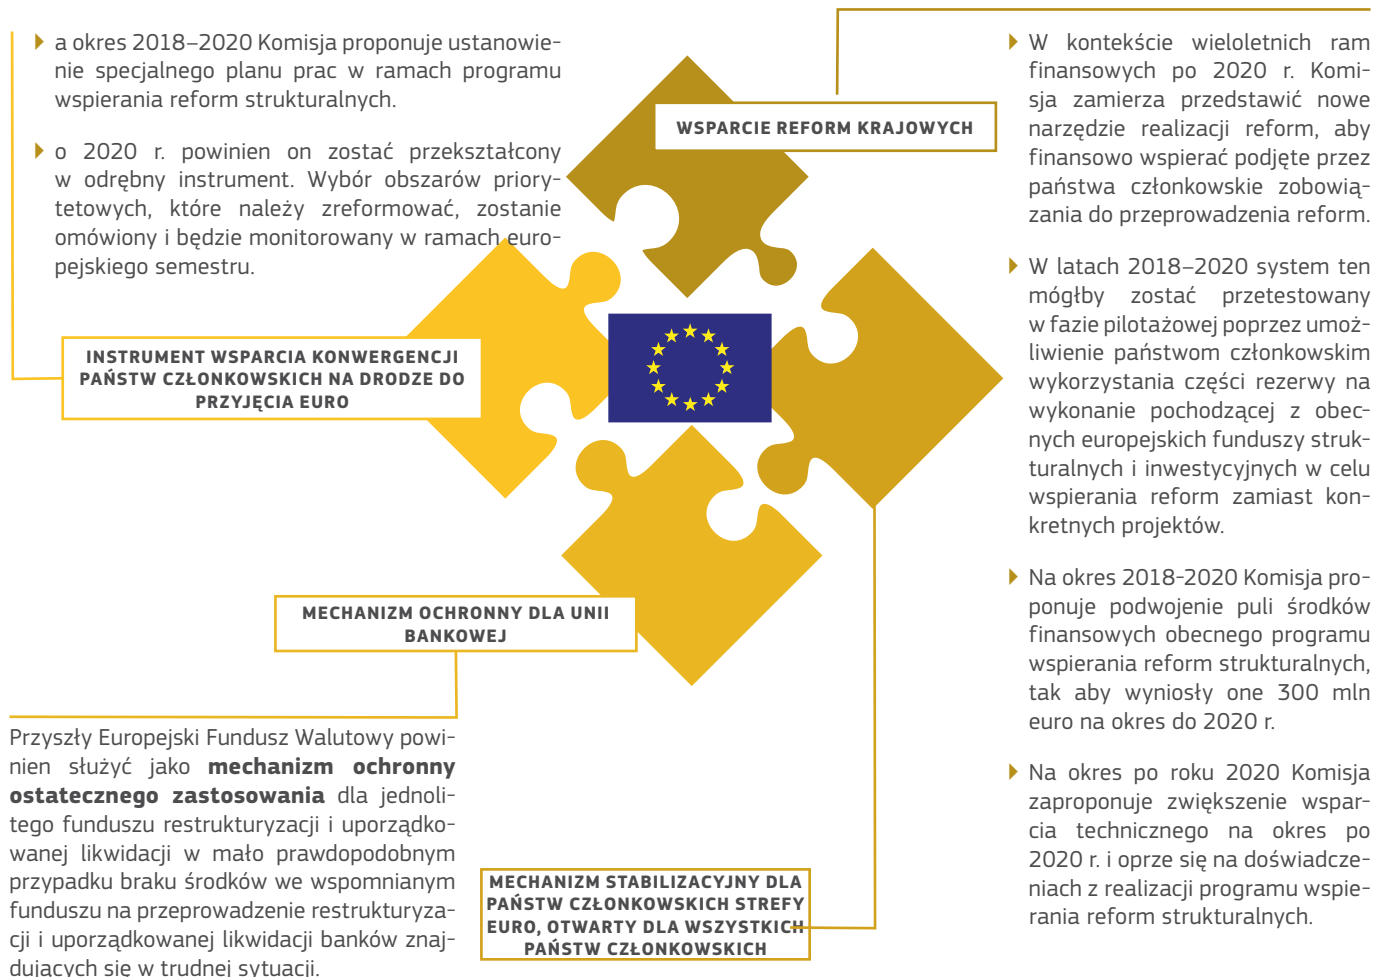 a okres 2018–2020 Komisja proponuje ustanowie-
nie specjalnego planu prac w ramach programu
wspierania reform strukturalnych.
o 2020 r. powinien on zostać przekształcony
w odrębny instrument. Wybór obszarów priory-
tetowych, które należy zreformować, zostanie
omówiony i będzie monitorowany w ramach euro-
pejskiego semestru.
INSTRUMENT WSPARCIA KONWERGENCJI
PAŃSTW CZŁONKOWSKICH NA DRODZE DO
PRZYJĘCIA EURO
WSPARCIE REFORM KRAJOWYCH
W kontekście wieloletnich ram
finansowych po 2020 r. Komi-
sja zamierza przedstawić nowe
narzędzie realizacji reform, aby
finansowo wspierać podjęte przez
państwa członkowskie zobowią-
zania do przeprowadzenia reform.
W latach 2018–2020 system ten
mógłby zostać przetestowany
w fazie pilotażowej poprzez umoż-
liwienie państwom członkowskim
wykorzystania części rezerwy na
wykonanie pochodzącej z obec-
nych europejskich funduszy struk-
turalnych i inwestycyjnych w celu
wspierania reform zamiast kon-
kretnych projektów.
Na okres 2018-2020 Komisja pro-
ponuje podwojenie puli środków
finansowych obecnego programu
wspierania reform strukturalnych,
tak aby wyniosły one 300 mln
euro na okres do 2020 r.
Na okres po roku 2020 Komisja
zaproponuje zwiększenie wspar-
cia technicznego na okres po
2020 r. i oprze się na doświadcze-
niach z realizacji programu wspie-
rania reform strukturalnych.
MECHANIZM OCHRONNY DLA UNII
BANKOWEJ
Przyszły Europejski Fundusz Walutowy powi-
nien służyć jako mechanizm ochronny
ostatecznego zastosowania dla jednoli-
tego funduszu restrukturyzacji i uporządko-
wanej likwidacji w mało prawdopodobnym
przypadku braku środków we wspomnianym
funduszu na przeprowadzenie restrukturyza-
cji i uporządkowanej likwidacji banków znaj-
dujących się w trudnej sytuacji.
MECHANIZM STABILIZACYJNY DLA
PAŃSTW CZŁONKOWSKICH STREFY
EURO, OTWARTY DLA WSZYSTKICH
PAŃSTW CZŁONKOWSKICH